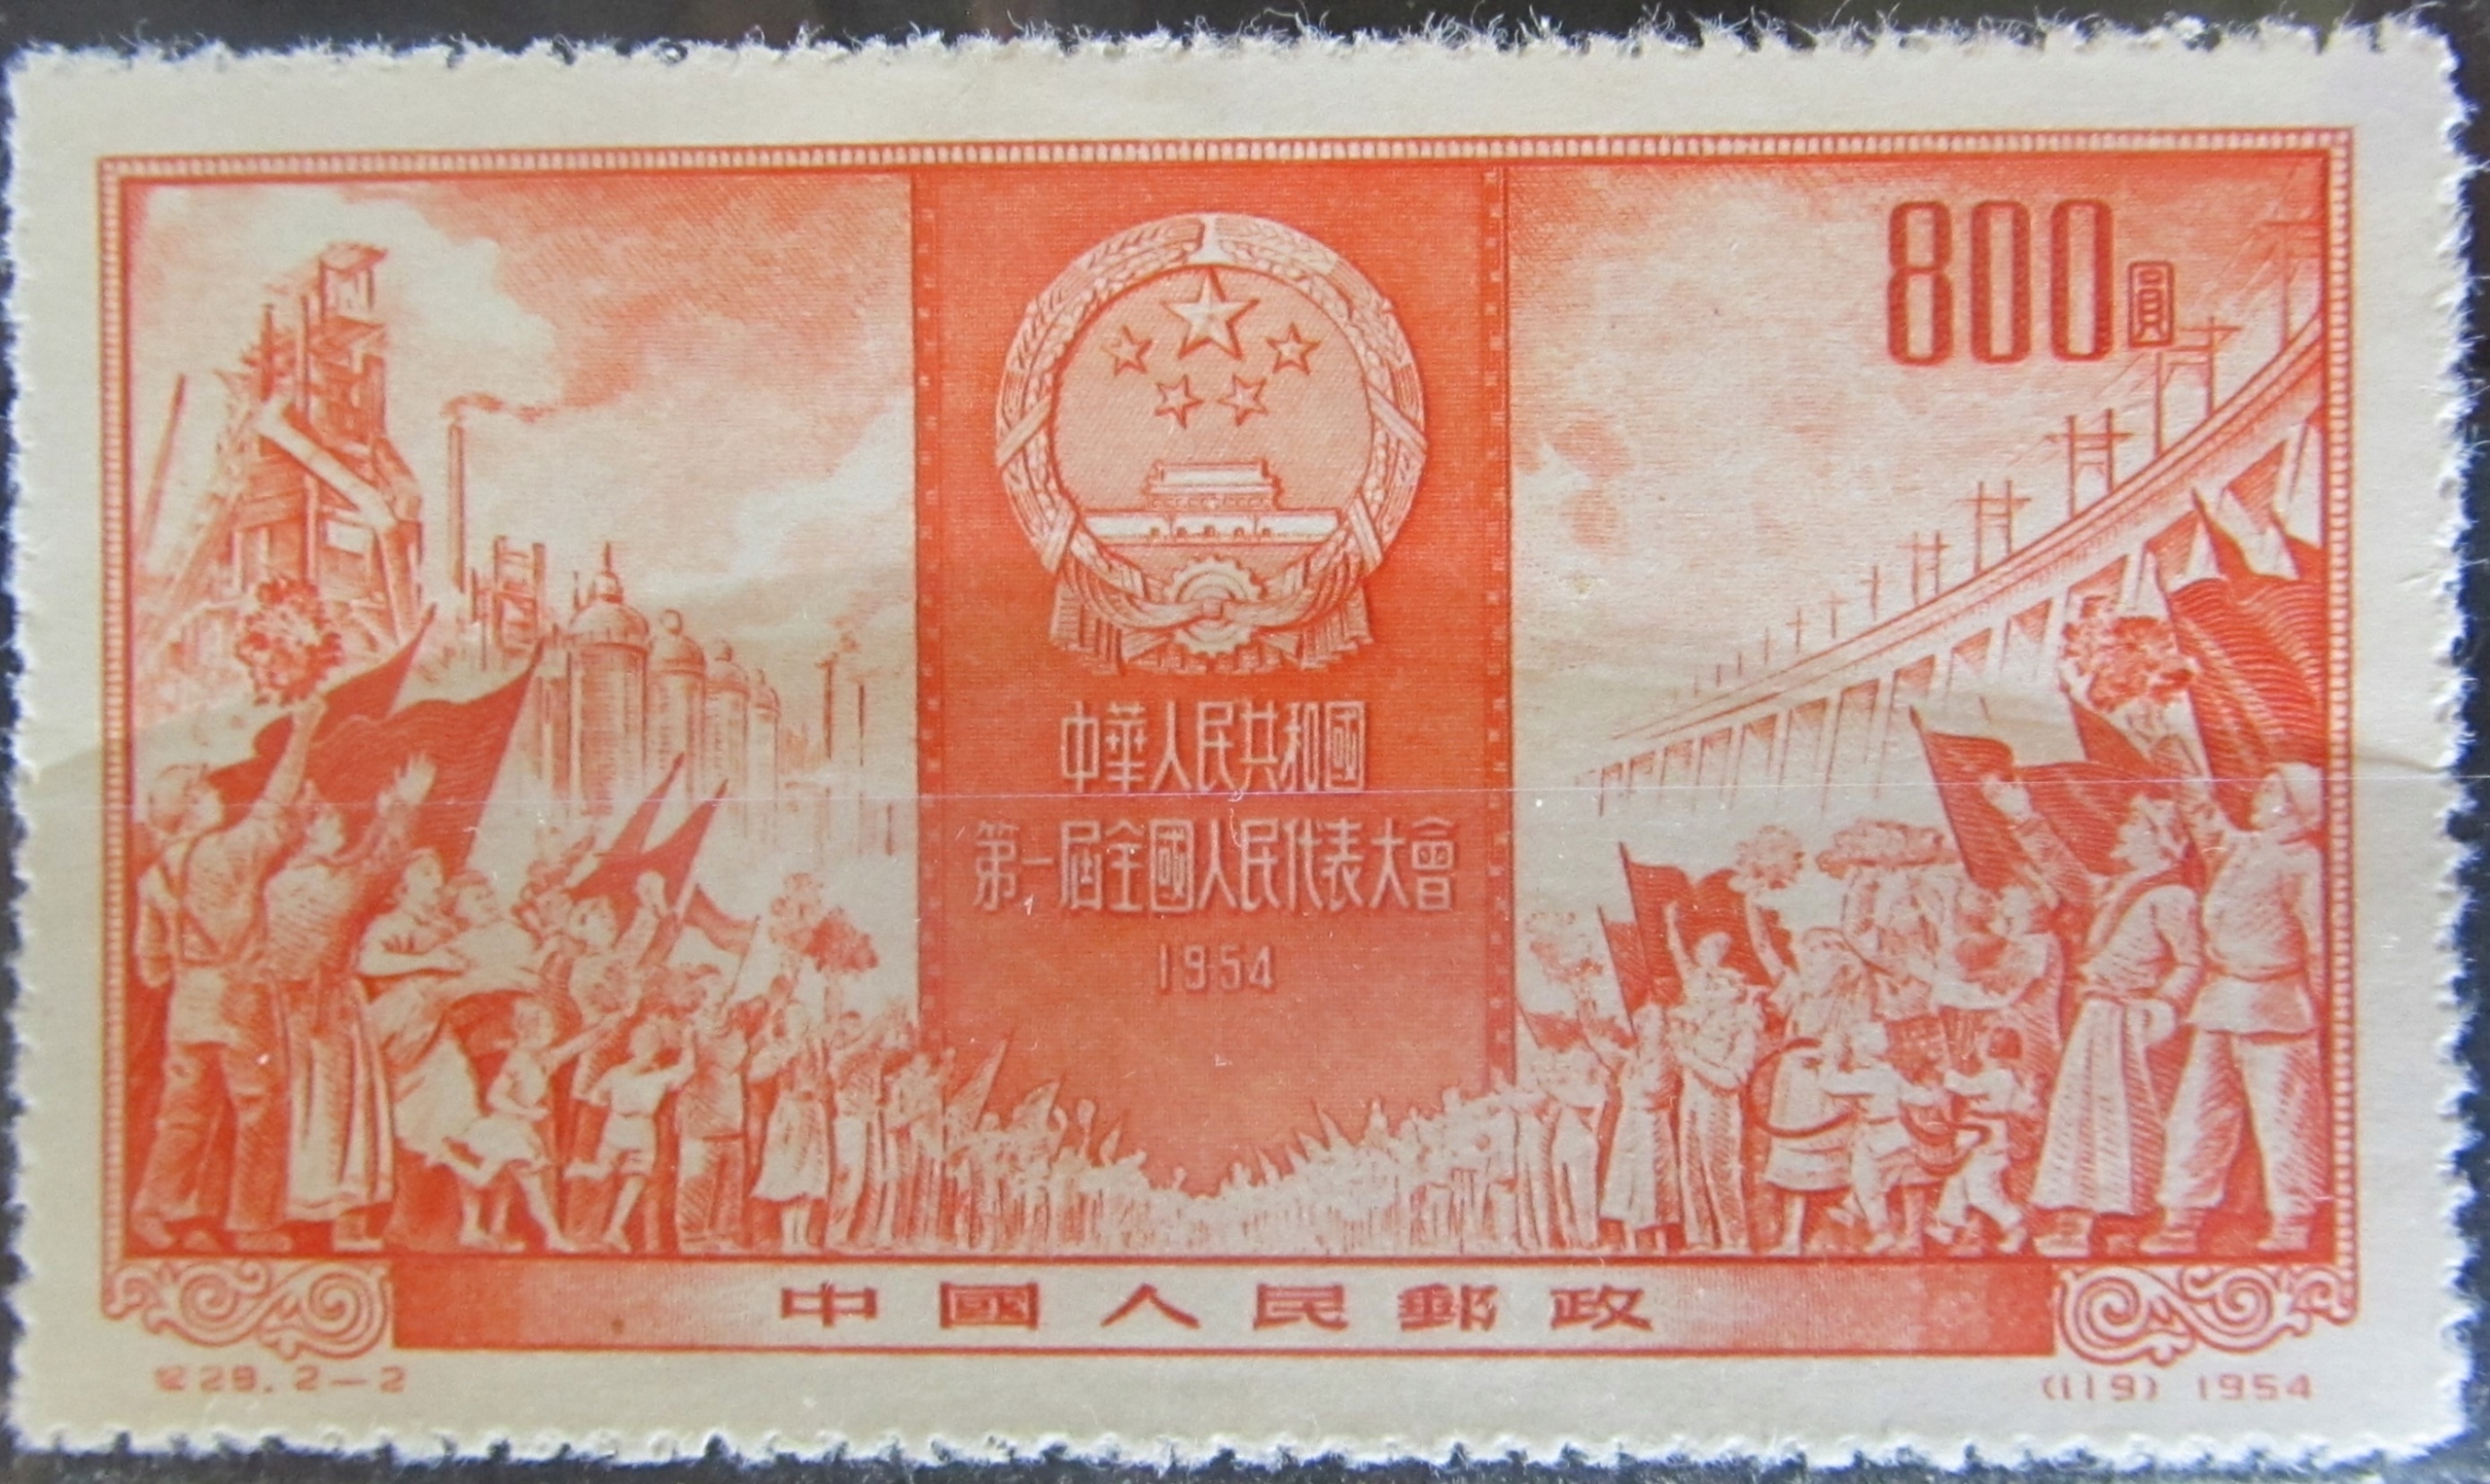 800圓
中華人民共和國
第一屆全國人民代表大會
1954
中國人民郵政
紀29.2-2
(119) 1954